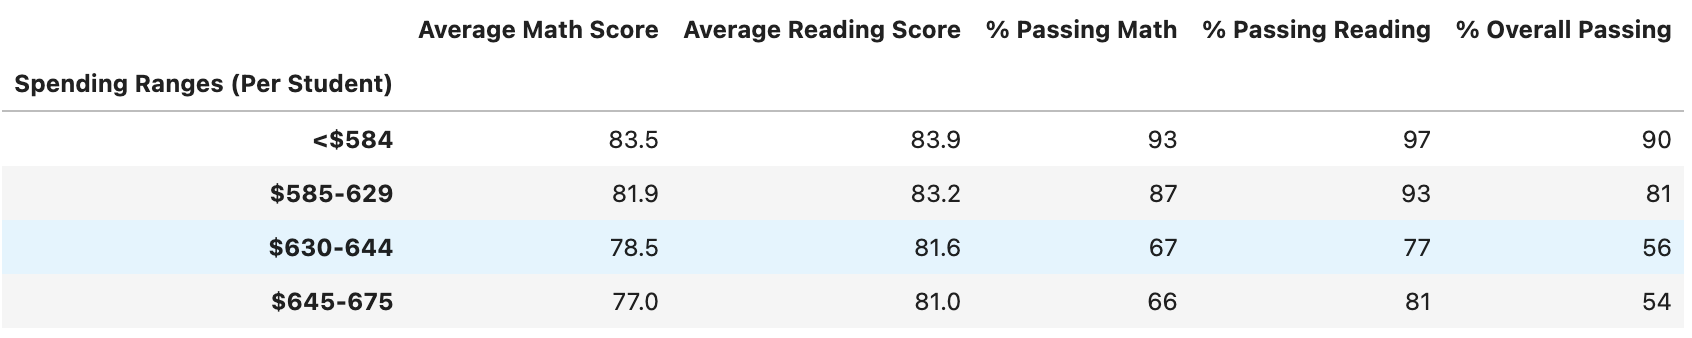 Average Math Score Average Reading Score % Passing Math % Passing Reading % Overall Passing
Spending Ranges (Per Student)
<$584 83.5 83.9 93 97 90
$585-629 81.9 83.2 87 93 81
$630-644 78.5 81.6 67 77 56
$645-675 77.0 81.0 66 81 54